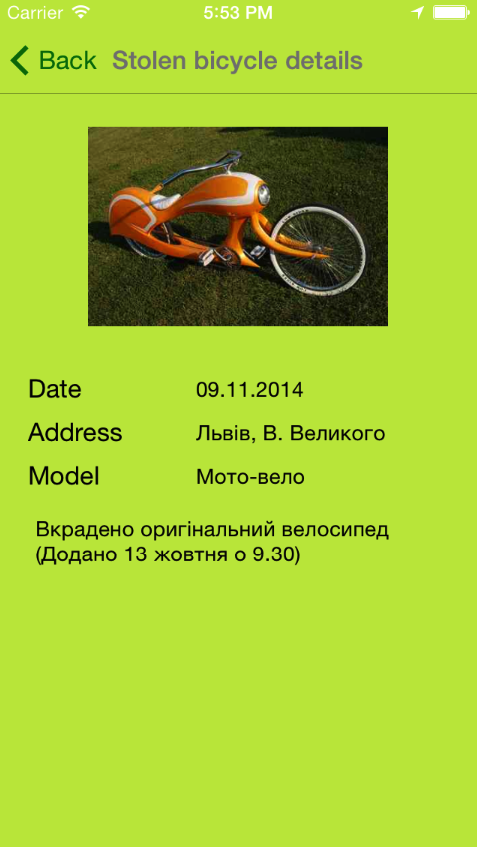 Carrier 5:53 PM
Back Stolen bicycle details
Date 09.11.2014
Address Львів, В. Великого
Model Мото-вело
Вкрадено оригінальний велосипед
(Додано 13 жовтня о 9.30)